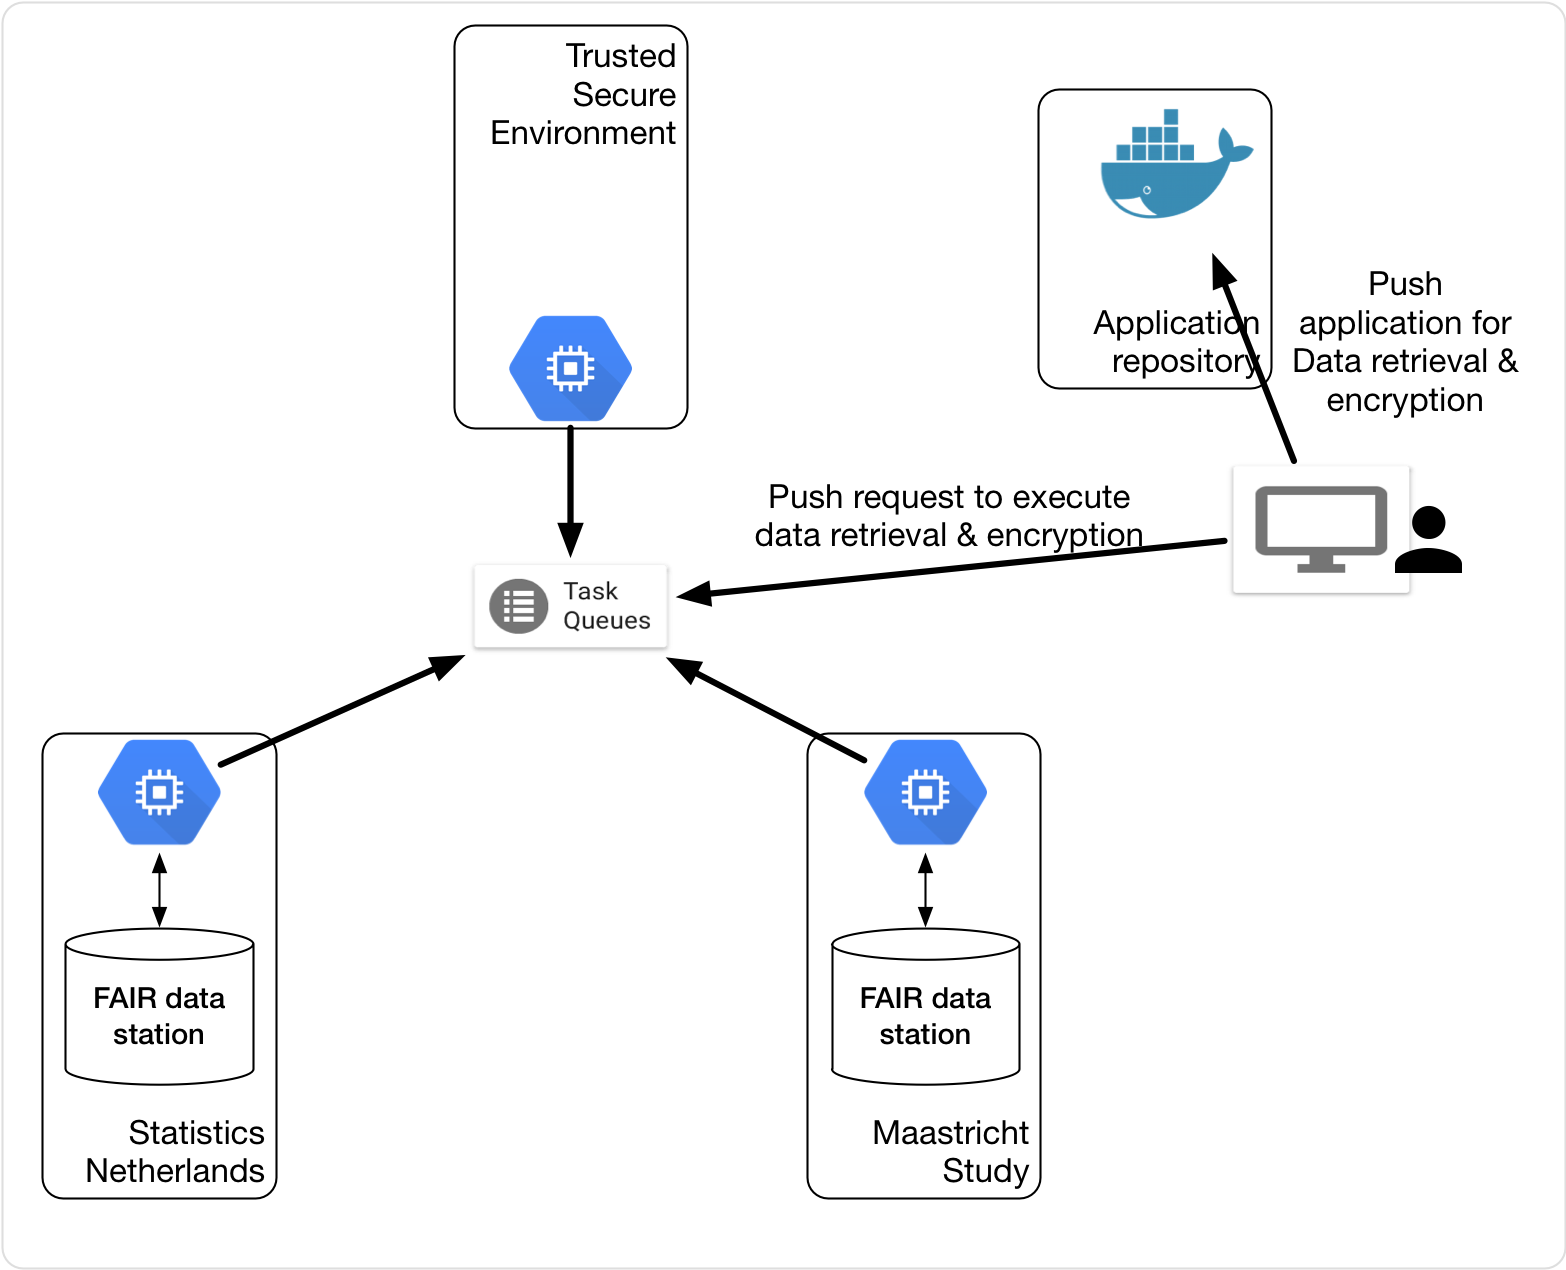 Trusted
Secure
Environment
Application
repository
Push
application for
Data retrieval &
encryption
Push request to execute
data retrieval & encryption
Task
Queues
FAIR data
station
Statistics
Netherlands
FAIR data
station
Maastricht
Study